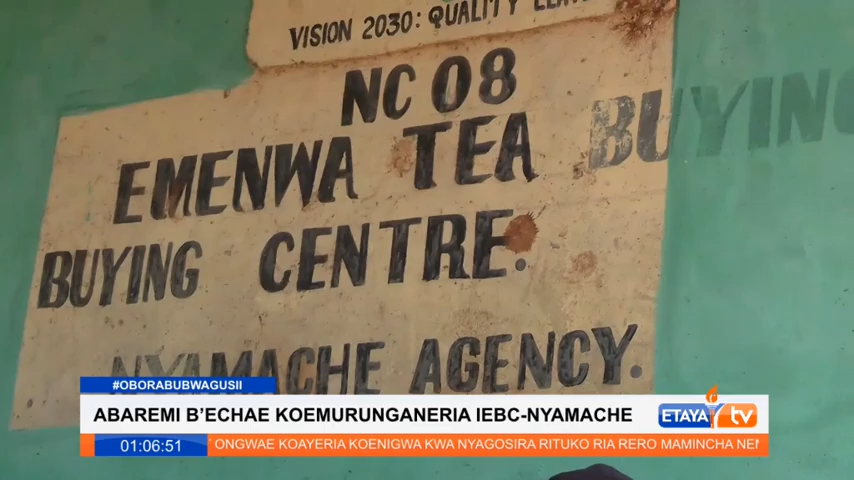 VISION 2030: QUALITY
NC 08
EMENWA TEA BUYIN
BUYING CENTRE.
NYAMACHE AGENCY.
#OBORABUBWAGUSII
ABAREMI B'ECHAE KOEMURUNGANERIA IEBC-NYAMACHE
ETAYA tv
01:06:51
ONGWAE KOAYERIA KOENIGWA KWA NYAGOSIRA RITUKO RIA RERO MAMINCHA